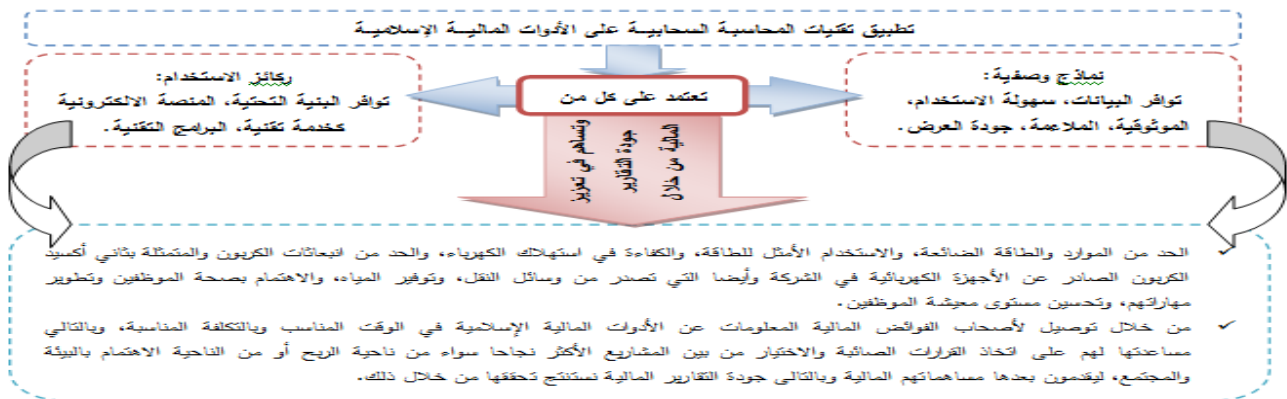 تطبيق تقنيات المحاسبة السحابية على الأدوات المالية الإسلامية
نماذج وصفية:
توافر البيانات، سهولة الاستخدام،
الموثوقية، الملاءمة، جودة العرض.
تعتمد على كل من
ركائز الاستخدام:
توافر البنية التحتية، المنصة الالكترونية
كخدمة تقنية، البرامج التقنية.
وتساهم في تعزيز
جودة التقارير
المالية من خلال
✓ الحد من الموارد والطاقة الضائعة، والاستخدام الأمثل للطاقة، والكفاءة في استهلاك الكهرباء، والحد من انبعاثات الكربون والمتمثلة بثاني أكسيد
الكربون الصادر عن الأجهزة الكهربائية في الشركة وأيضا التي تصدر من وسائل النقل، وتوفير المياه، والاهتمام بصحة الموظفين وتطوير
مهاراتهم، وتحسين مستوى معيشة الموظفين.
✓ من خلال توصيل لأصحاب الفوائض المالية المعلومات عن الأدوات المالية الإسلامية في الوقت المناسب وبالتكلفة المناسبة، وبالتالي
مساعدتها لهم على اتخاذ القرارات الصائبة والاختيار من بين المشاريع الأكثر نجاحا سواء من ناحية الربح أو من الناحية الاهتمام بالبيئة
والمجتمع، ليقدمون بعدها مساهماتهم المالية وبالتالي جودة التقارير المالية نستنتج تحققها من خلال ذلك.